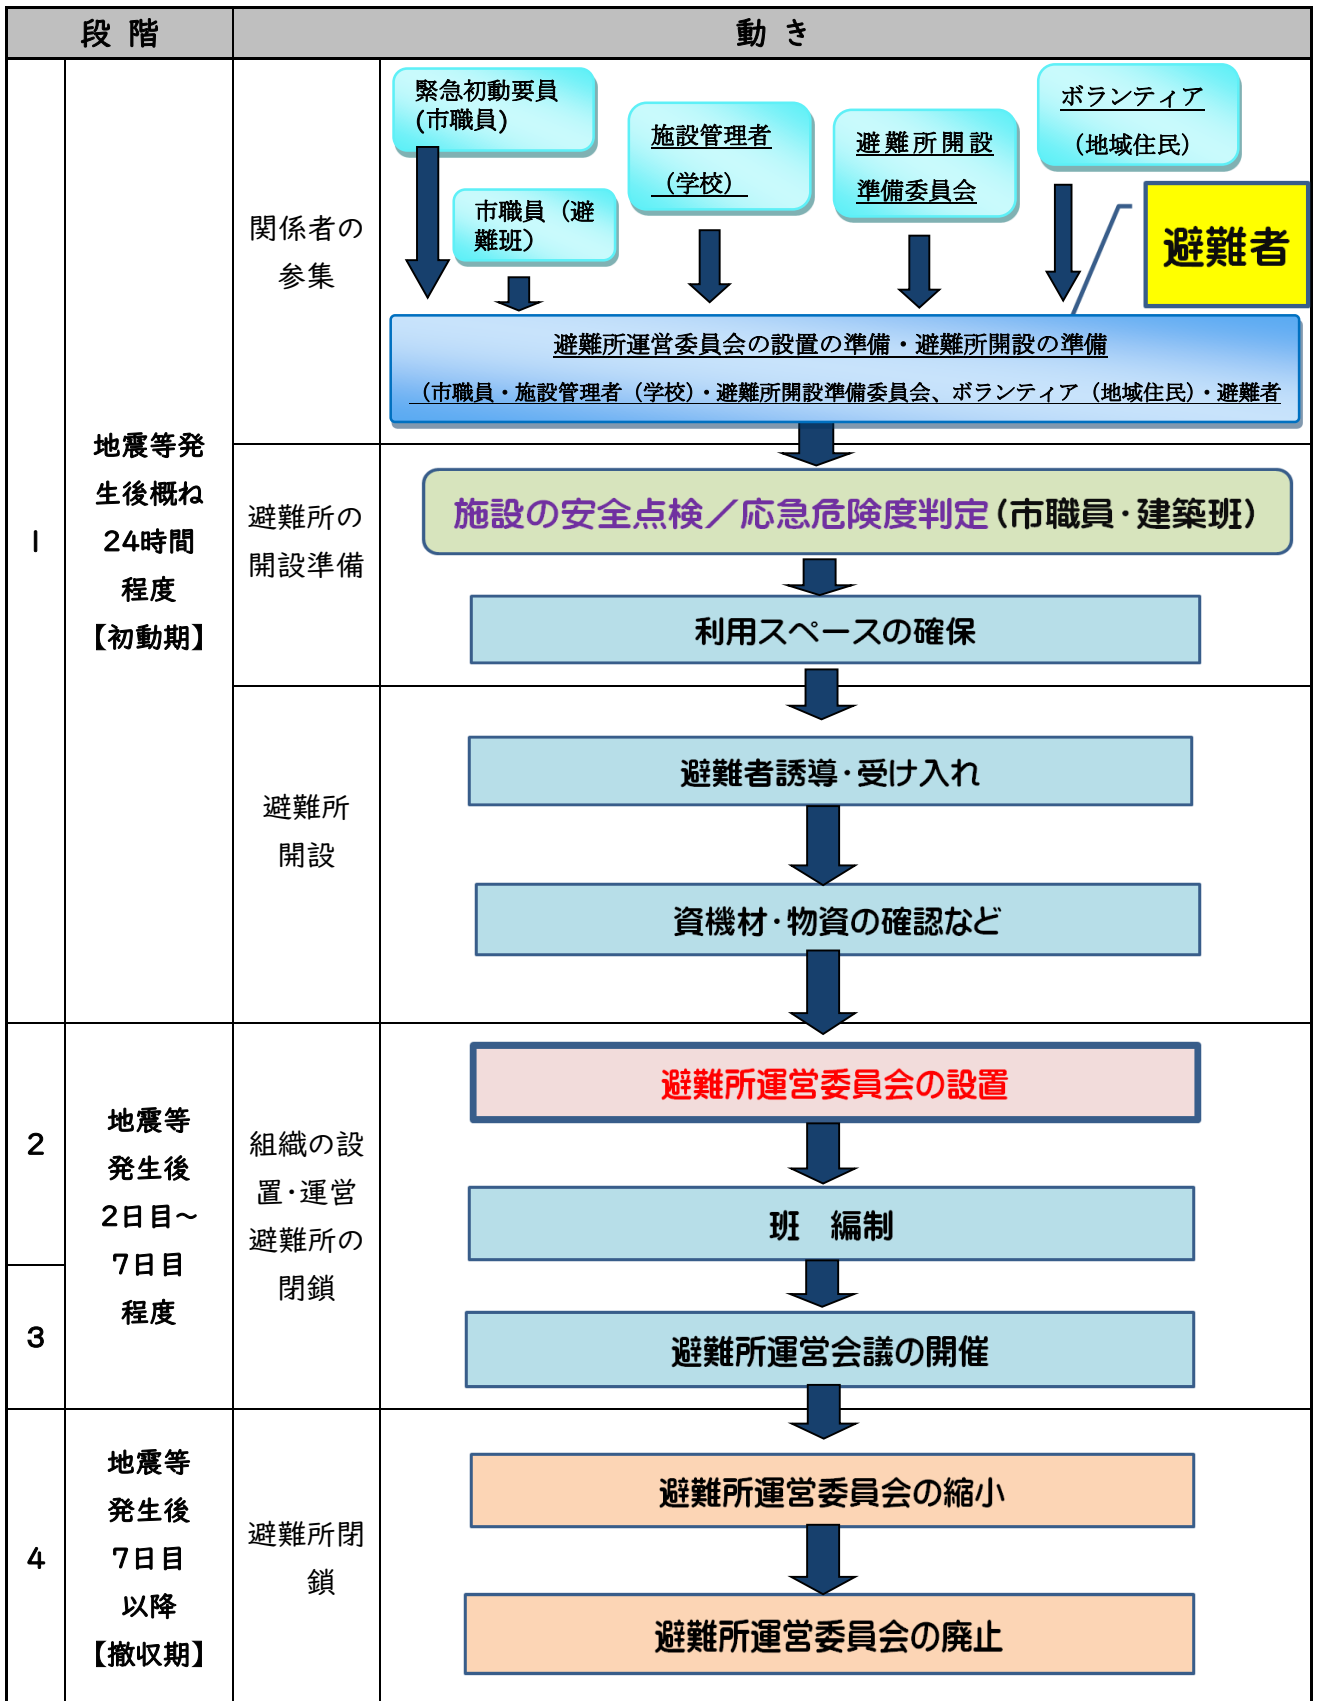 段 階
動 き
1
地震等発
生後概ね
24時間
程度
【初動期】
関係者の
参集
緊急初動要員
(市職員)
市職員（避
難班）
施設管理者
（学校）
避難所開設
準備委員会
ボランティア
（地域住民）
避難者
避難所運営委員会の設置の準備・避難所開設の準備
（市職員・施設管理者（学校）・避難所開設準備委員会、ボランティア（地域住民）・避難者
避難所の
開設準備
施設の安全点検／応急危険度判定（市職員・建築班）
利用スペースの確保
避難所
開設
避難者誘導・受け入れ
資機材・物資の確認など
2
3
地震等
発生後
2日目～
7日目
程度
組織の設
置・運営
避難所の
閉鎖
避難所運営委員会の設置
班　編制
避難所運営会議の開催
4
地震等
発生後
7日目
以降
【撤収期】
避難所閉
鎖
避難所運営委員会の縮小
避難所運営委員会の廃止